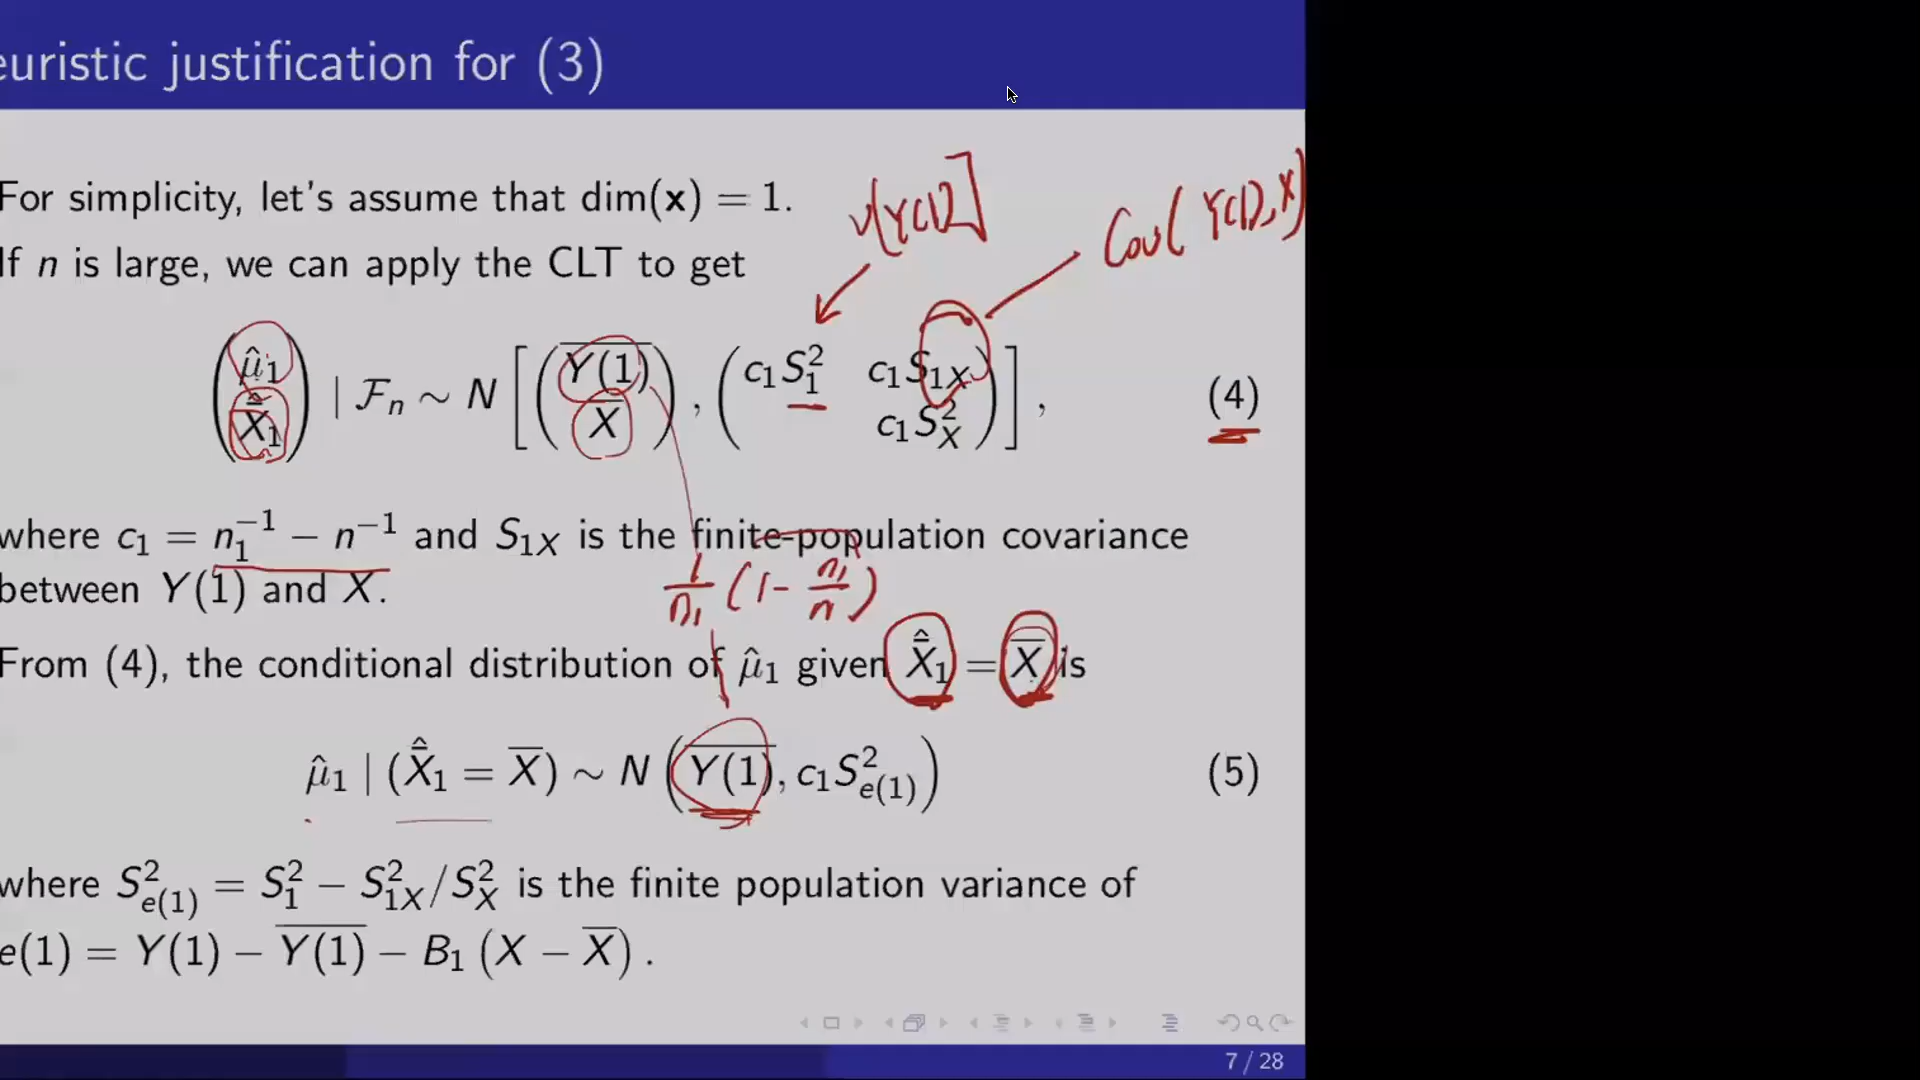 euristic justification for (3)
For simplicity, let's assume that dim(x) = 1.
V[Y(1)]
Cov( Y(1), X)
If n is large, we can apply the CLT to get
(μ̂₁ X̄̂₁) | ℱₙ ~ N [ (Y̅(̅1̅)̅ X̅), (c₁S₁² c₁S₁X c₁S_X²) ], (4)
where c₁ = n₁⁻¹ − n⁻¹ and S₁X is the finite-population covariance
between Y(1) and X.
1/n₁ (1- n₁/n)
From (4), the conditional distribution of μ̂₁ given X̄̂₁ = X̅ is
μ̂₁ | (X̄̂₁ = X̅) ~ N (Y̅(̅1̅)̅, c₁S²_e(1)) (5)
where S²_e(1) = S₁² − S²₁X/S²_X is the finite population variance of
e(1) = Y(1) − Y̅(̅1̅)̅ − B₁ (X − X̅) .
7 / 28